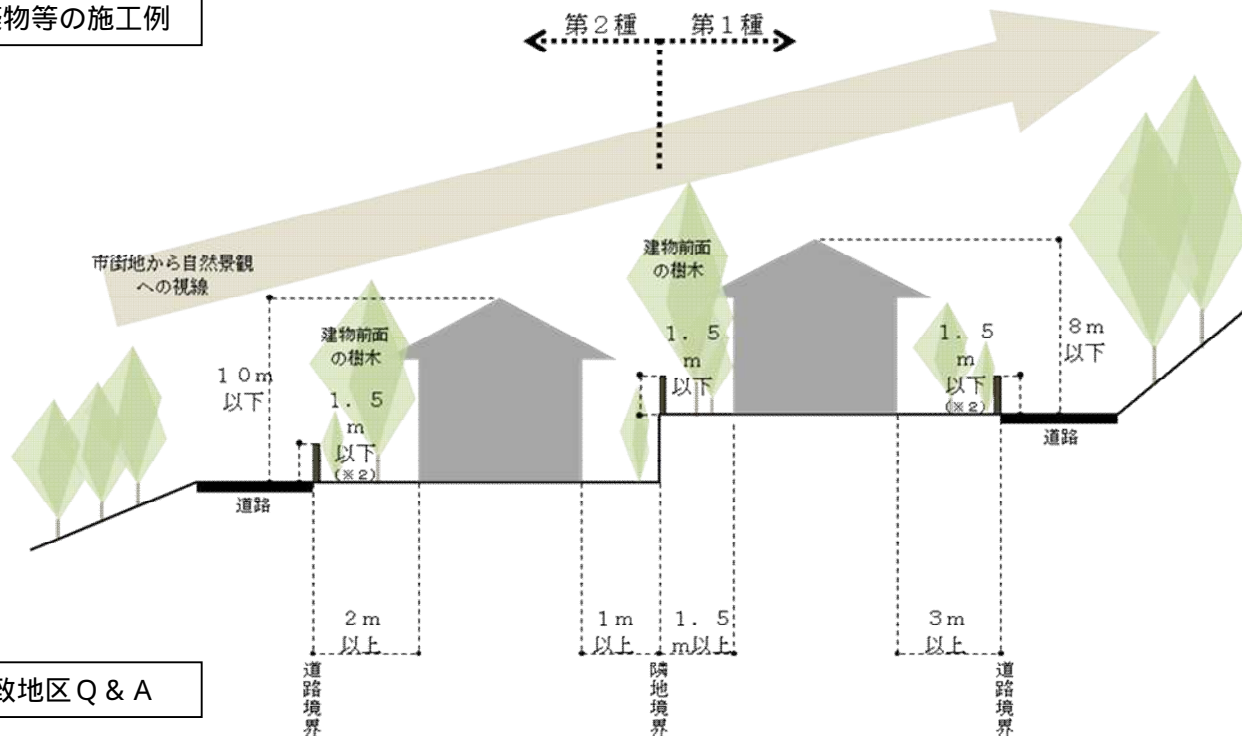 物等の施工例
第2種
第1種
市街地から自然景観
への視線
建物前面
の樹木
建物前面
の樹木
10m
以下
1.5
m
以下
(※2)
1.5
m
以下
1.5
m
以下
(※2)
8m
以下
道路
道路
2m
以上
1m
以上
1.5
m以上
3m
以上
道路境界
隣地境界
道路境界
致地区Q&A